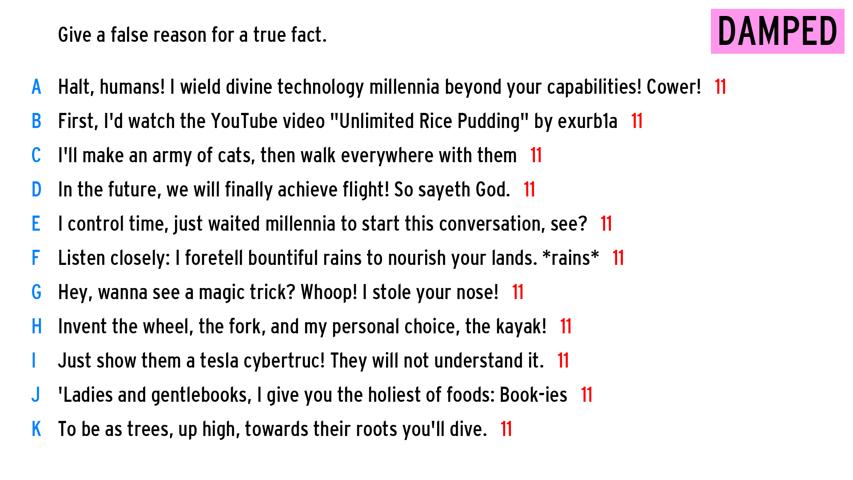 Give a false reason for a true fact.
DAMPED
A Halt, humans! I wield divine technology millennia beyond your capabilities! Cower! 11
B First, I'd watch the YouTube video "Unlimited Rice Pudding" by exurb1a 11
C I'll make an army of cats, then walk everywhere with them 11
D In the future, we will finally achieve flight! So sayeth God. 11
E I control time, just waited millennia to start this conversation, see? 11
F Listen closely: I foretell bountiful rains to nourish your lands. *rains* 11
G Hey, wanna see a magic trick? Whoop! I stole your nose! 11
H Invent the wheel, the fork, and my personal choice, the kayak! 11
I Just show them a tesla cybertruc! They will not understand it. 11
J 'Ladies and gentlebooks, I give you the holiest of foods: Book-ies 11
K To be as trees, up high, towards their roots you'll dive. 11